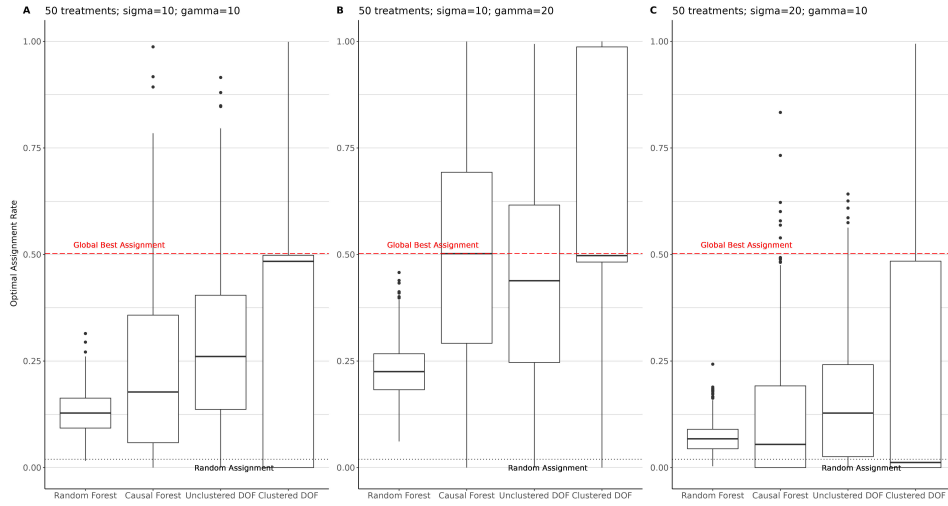 A 50 treatments; sigma=10; gamma=10
Optimal Assignment Rate
1.00
0.75
0.50
0.25
0.00
Global Best Assignment
Random Assignment
Random Forest Causal Forest Unclustered DOF Clustered DOF
B 50 treatments; sigma=10; gamma=20
1.00
0.75
0.50
0.25
0.00
Global Best Assignment
Random Assignment
Random Forest Causal Forest Unclustered DOF Clustered DOF
C 50 treatments; sigma=20; gamma=10
1.00
0.75
0.50
0.25
0.00
Global Best Assignment
Random Assignment
Random Forest Causal Forest Unclustered DOF Clustered DOF